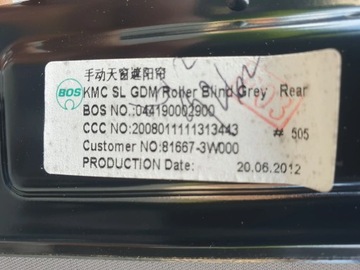 手动天窗遮阳帘
BOS
KMC SL GDM Roller Blind Grey Rear
BOS NO.:044190003900
CCC NO:2008011111313443 # 505
Customer NO:81667-3W000
PRODUCTION Date: 20.06.2012